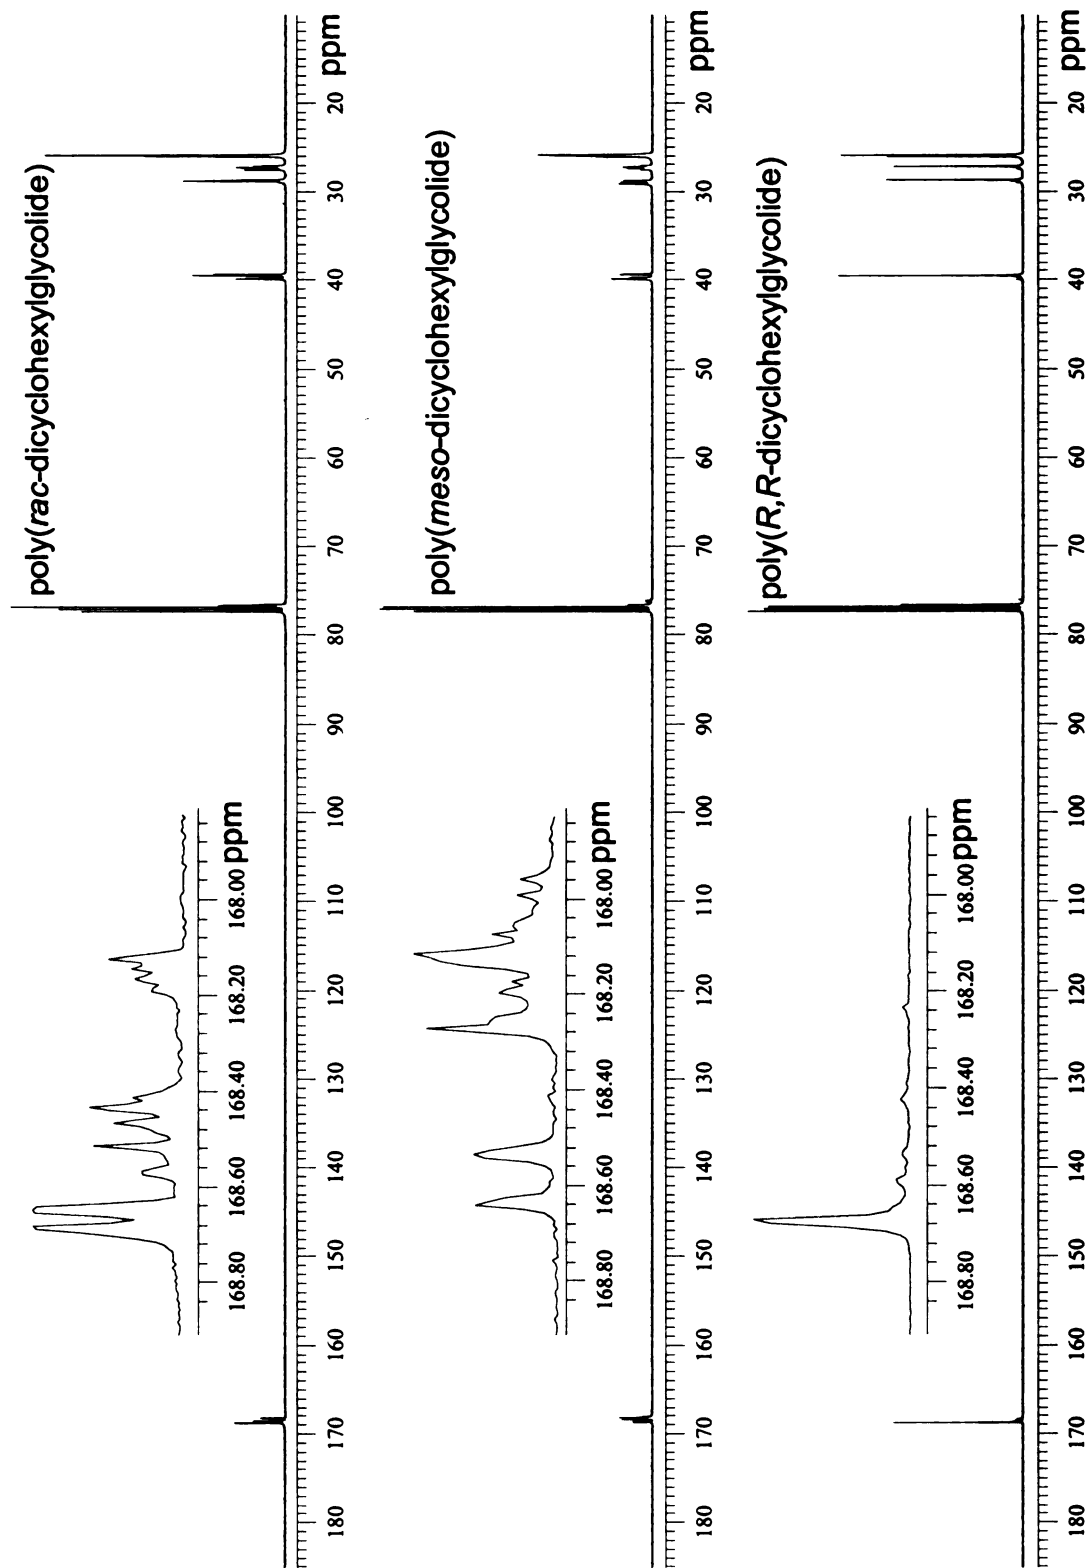 poly(rac-dicyclohexylglycolide)
168.80 168.60 168.40 168.20 168.00 ppm
180 170 160 150 140 130 120 110 100 90 80 70 60 50 40 30 20 ppm
poly(meso-dicyclohexylglycolide)
168.80 168.60 168.40 168.20 168.00 ppm
180 170 160 150 140 130 120 110 100 90 80 70 60 50 40 30 20 ppm
poly(R,R-dicyclohexylglycolide)
168.80 168.60 168.40 168.20 168.00 ppm
180 170 160 150 140 130 120 110 100 90 80 70 60 50 40 30 20 ppm